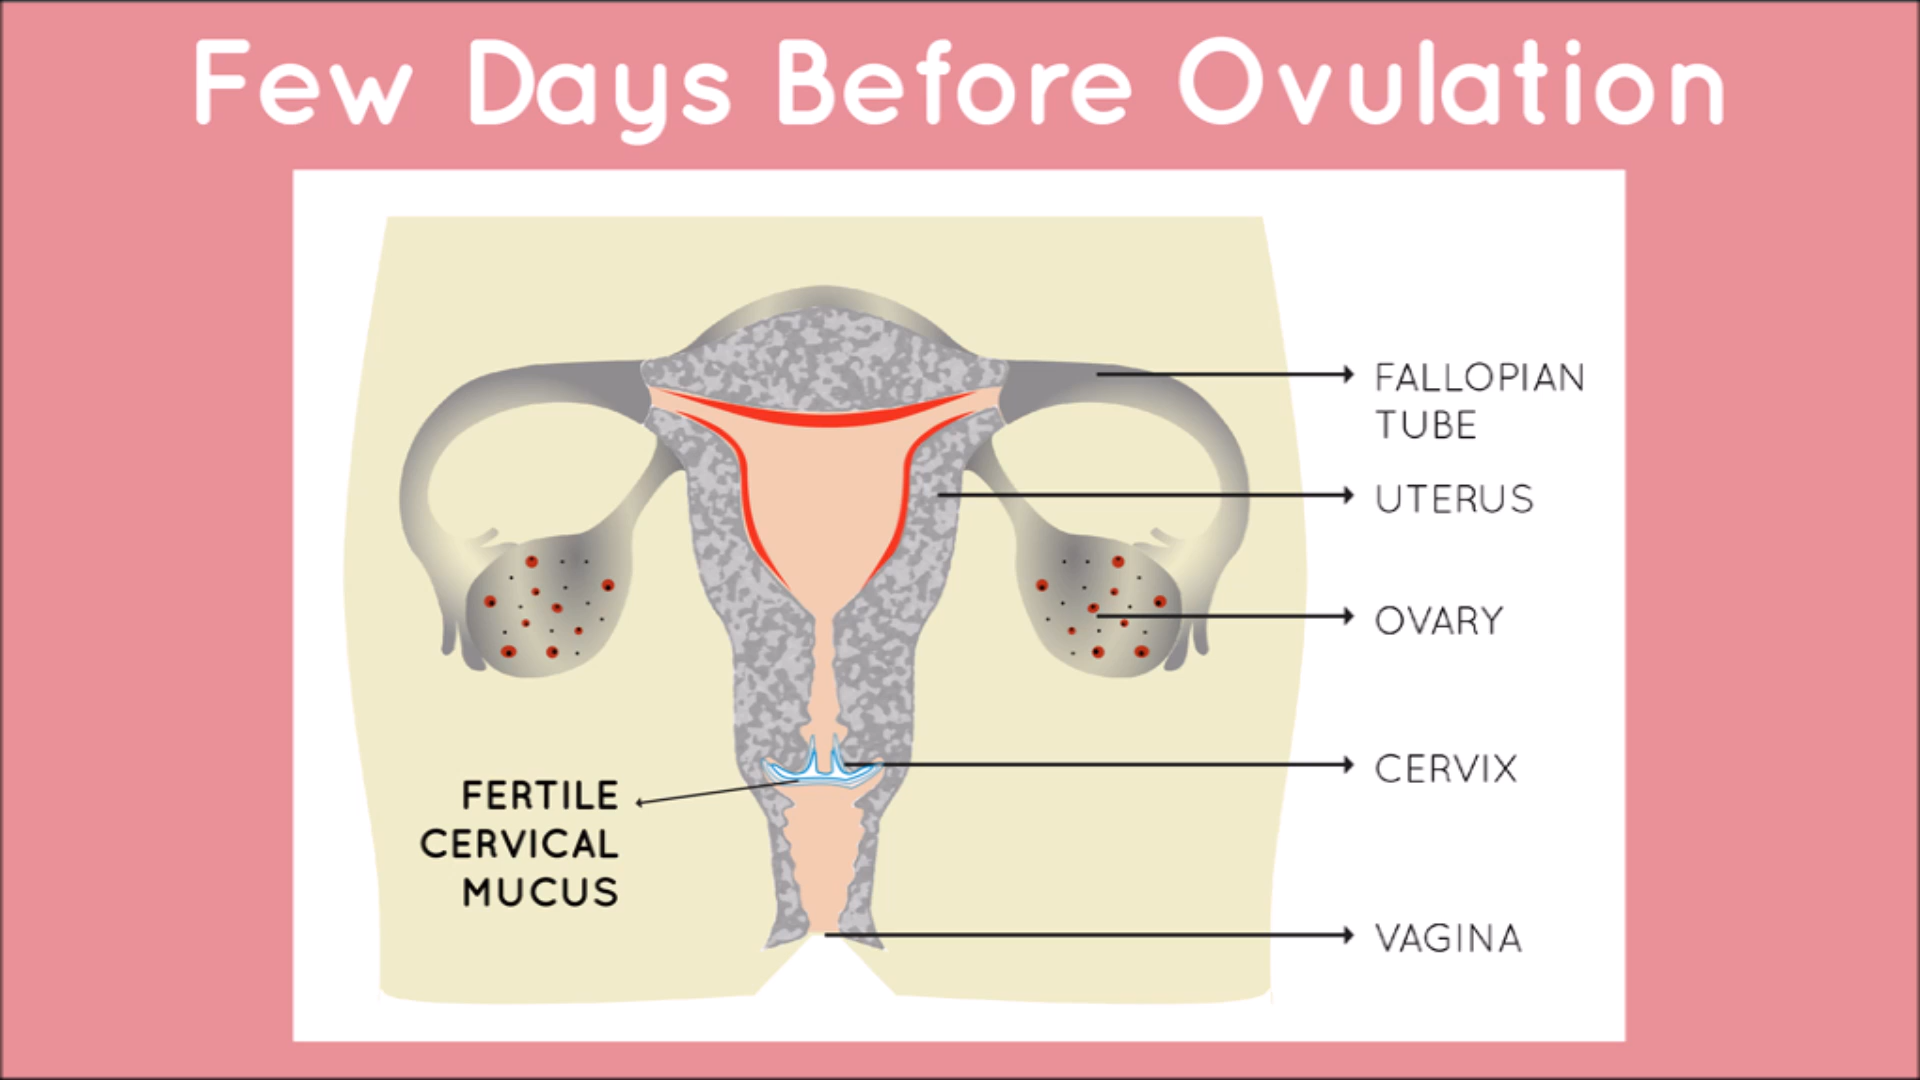 Few Days Before Ovulation
FALLOPIAN
TUBE
UTERUS
OVARY
CERVIX
FERTILE
CERVICAL
MUCUS
VAGINA